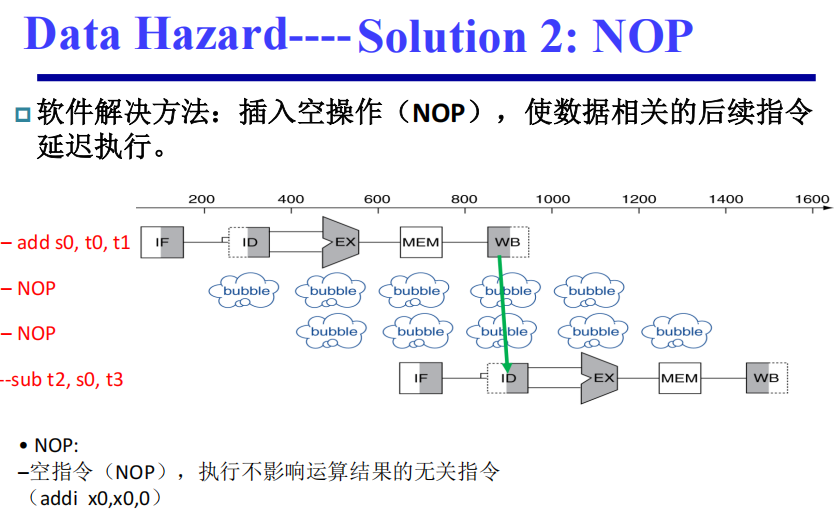 Data Hazard----Solution 2: NOP
软件解决方法：插入空操作（NOP），使数据相关的后续指令
延迟执行。
200 400 600 800 1000 1200 1400 1600
– add s0, t0, t1 IF ID EX MEM WB
– NOP bubble bubble bubble bubble bubble
– NOP bubble bubble bubble bubble bubble
--sub t2, s0, t3 IF ID EX MEM WB
• NOP:
–空指令（NOP），执行不影响运算结果的无关指令
（addi x0,x0,0）